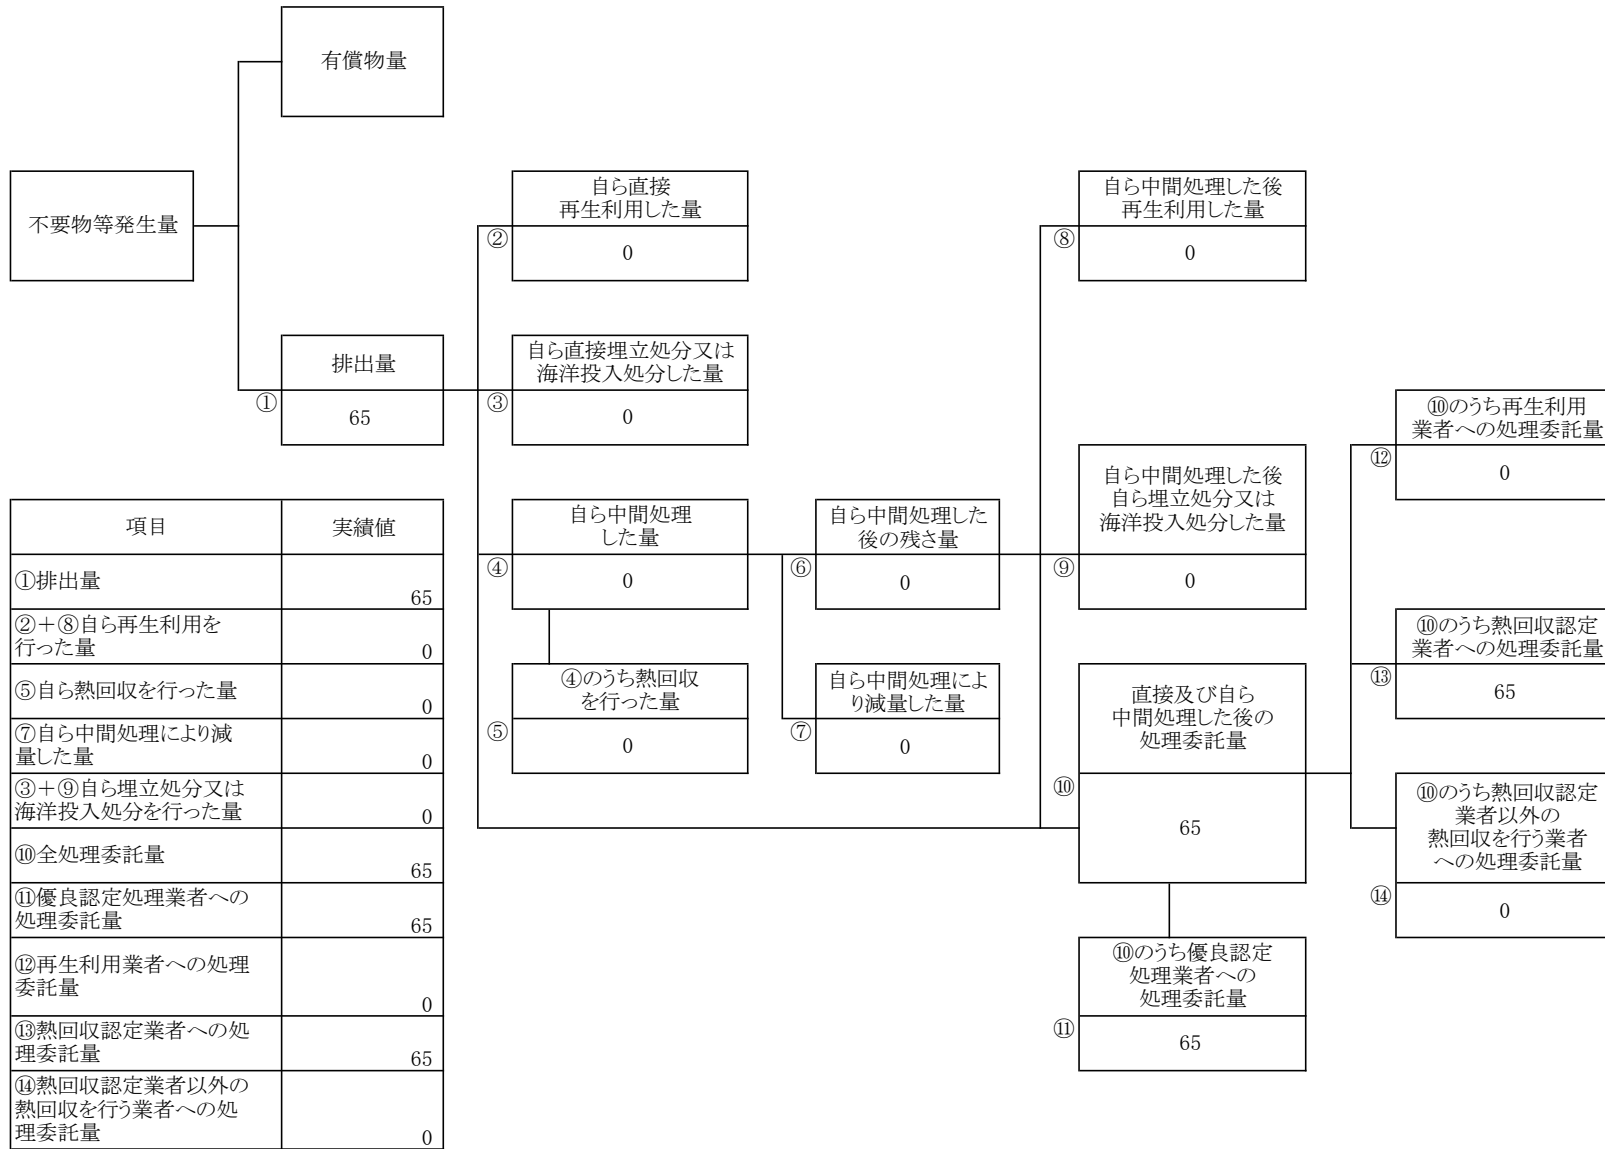 有償物量
不要物等発生量
自ら直接
再生利用した量
②
0
自ら中間処理した後
再生利用した量
⑧
0
排出量
①
65
自ら直接埋立処分又は
海洋投入処分した量
③
0
⑩のうち再生利用
業者への処理委託量
⑫
0
自ら中間処理
した量
④
0
自ら中間処理した
後の残さ量
⑥
0
自ら中間処理した後
自ら埋立処分又は
海洋投入処分した量
⑨
0
⑩のうち熱回収認定
業者への処理委託量
⑬
65
④のうち熱回収
を行った量
⑤
0
自ら中間処理によ
り減量した量
⑦
0
直接及び自ら
中間処理した後の
処理委託量
⑩
65
⑩のうち熱回収認定
業者以外の
熱回収を行う業者
への処理委託量
⑭
0
⑩のうち優良認定
処理業者への
処理委託量
⑪
65
項目 実績値
①排出量
65
②+⑧自ら再生利用を
行った量 0
⑤自ら熱回収を行った量
0
⑦自ら中間処理により減
量した量 0
③+⑨自ら埋立処分又は
海洋投入処分を行った量 0
⑩全処理委託量
65
⑪優良認定処理業者への
処理委託量 65
⑫再生利用業者への処理
委託量
0
⑬熱回収認定業者への処
理委託量 65
⑭熱回収認定業者以外の
熱回収を行う業者への処
理委託量 0